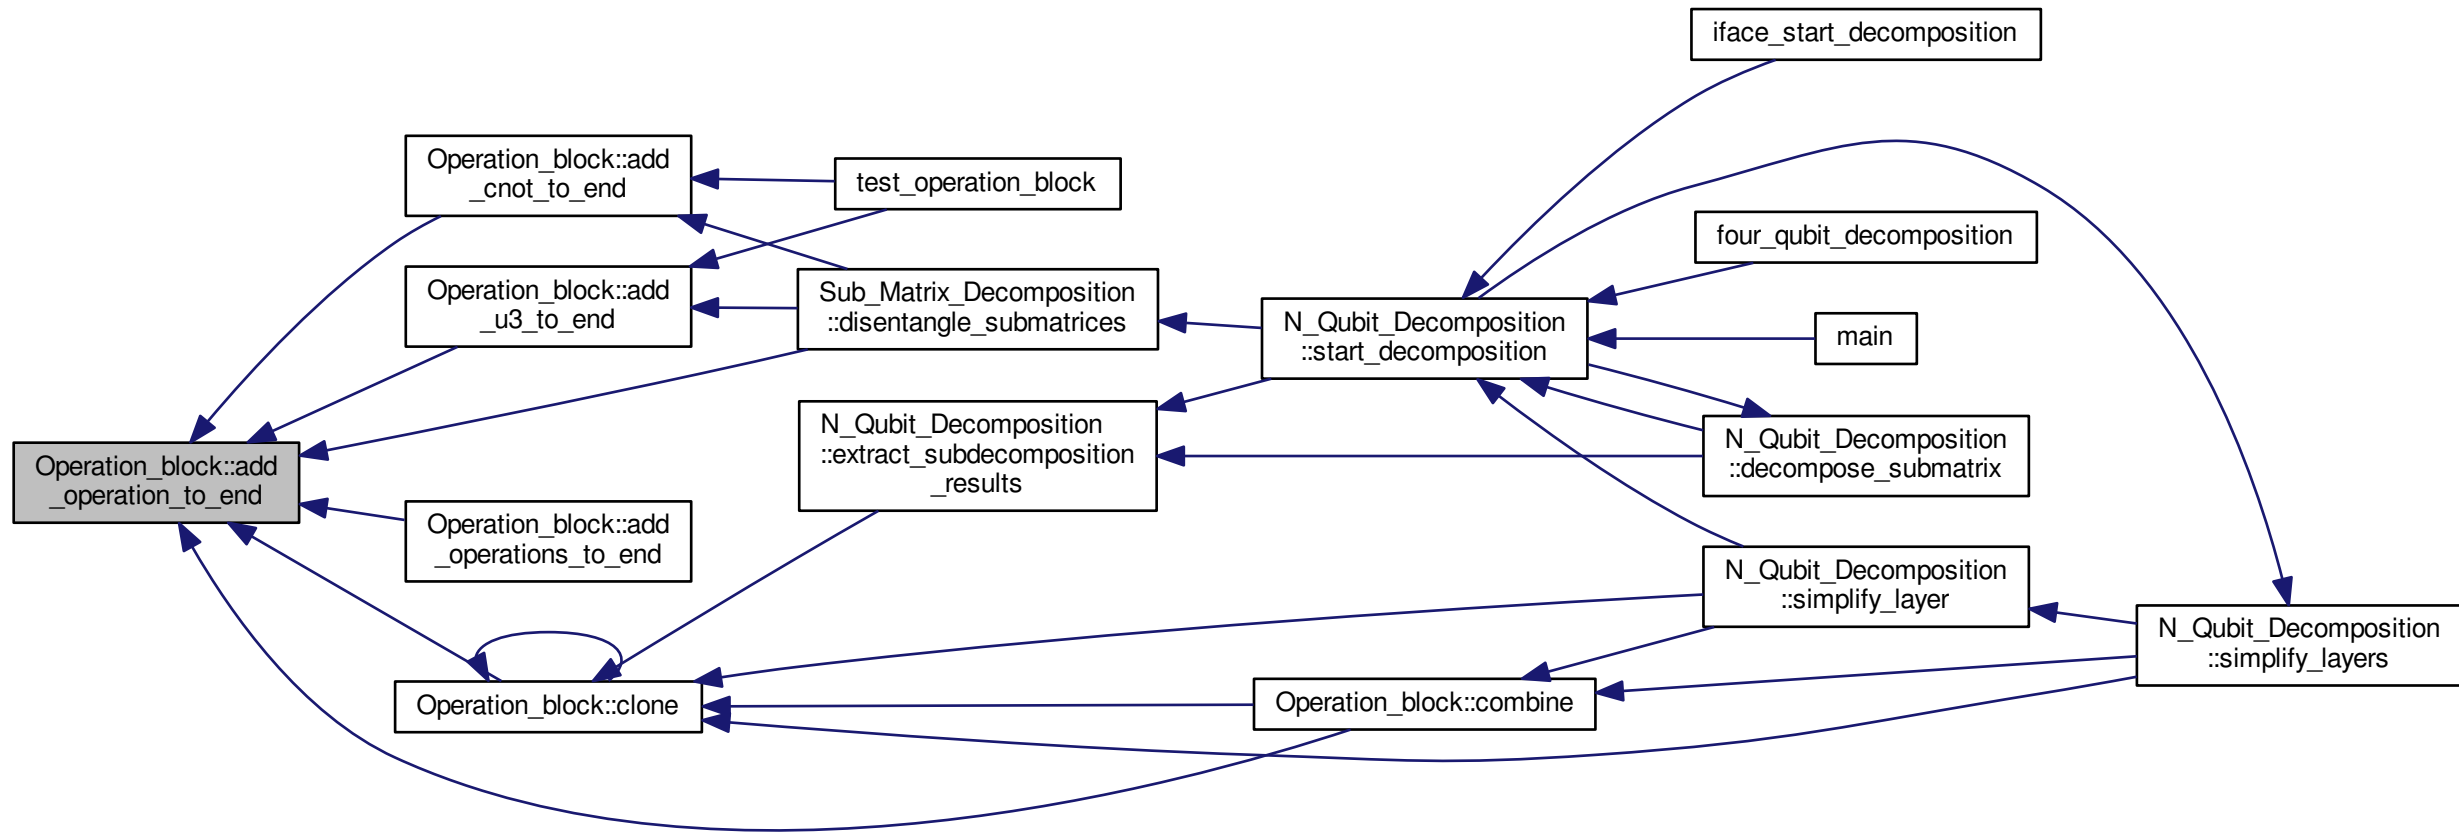 iface_start_decomposition
Operation_block::add
_cnot_to_end
test_operation_block
four_qubit_decomposition
Operation_block::add
_u3_to_end
Sub_Matrix_Decomposition
::disentangle_submatrices
N_Qubit_Decomposition
::start_decomposition
main
Operation_block::add
_operation_to_end
N_Qubit_Decomposition
::extract_subdecomposition
_results
N_Qubit_Decomposition
::decompose_submatrix
Operation_block::add
_operations_to_end
N_Qubit_Decomposition
::simplify_layer
N_Qubit_Decomposition
::simplify_layers
Operation_block::clone
Operation_block::combine